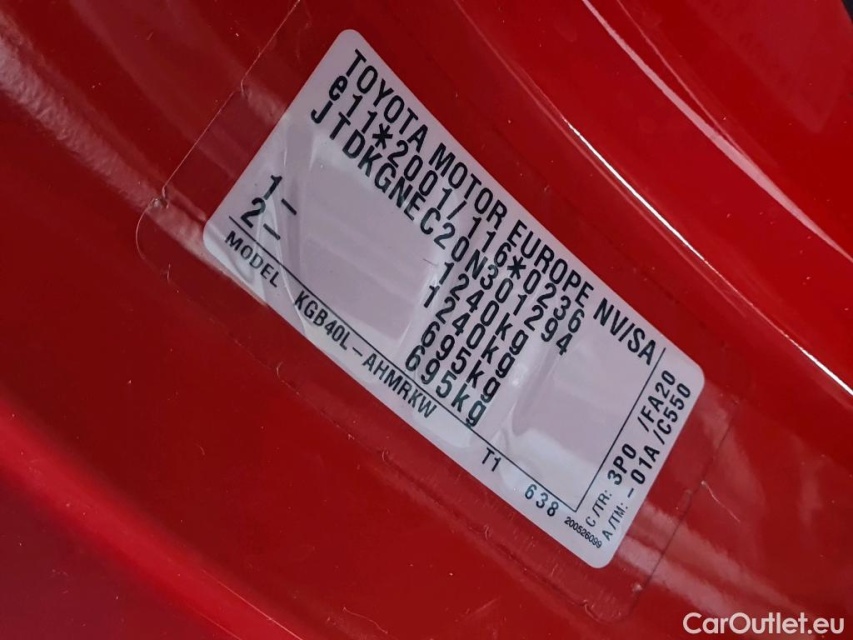 TOYOTA MOTOR EUROPE NV/SA
e11*2001/116*0236
JTDKGNEC20N301294
1240kg
1240kg
1- 695kg
2- 695kg
MODEL KGB40L-AHMRKW T1 638
C/TR: 3P0 /FA20
A/TM: -01A /C550
200526099
CarOutlet.eu